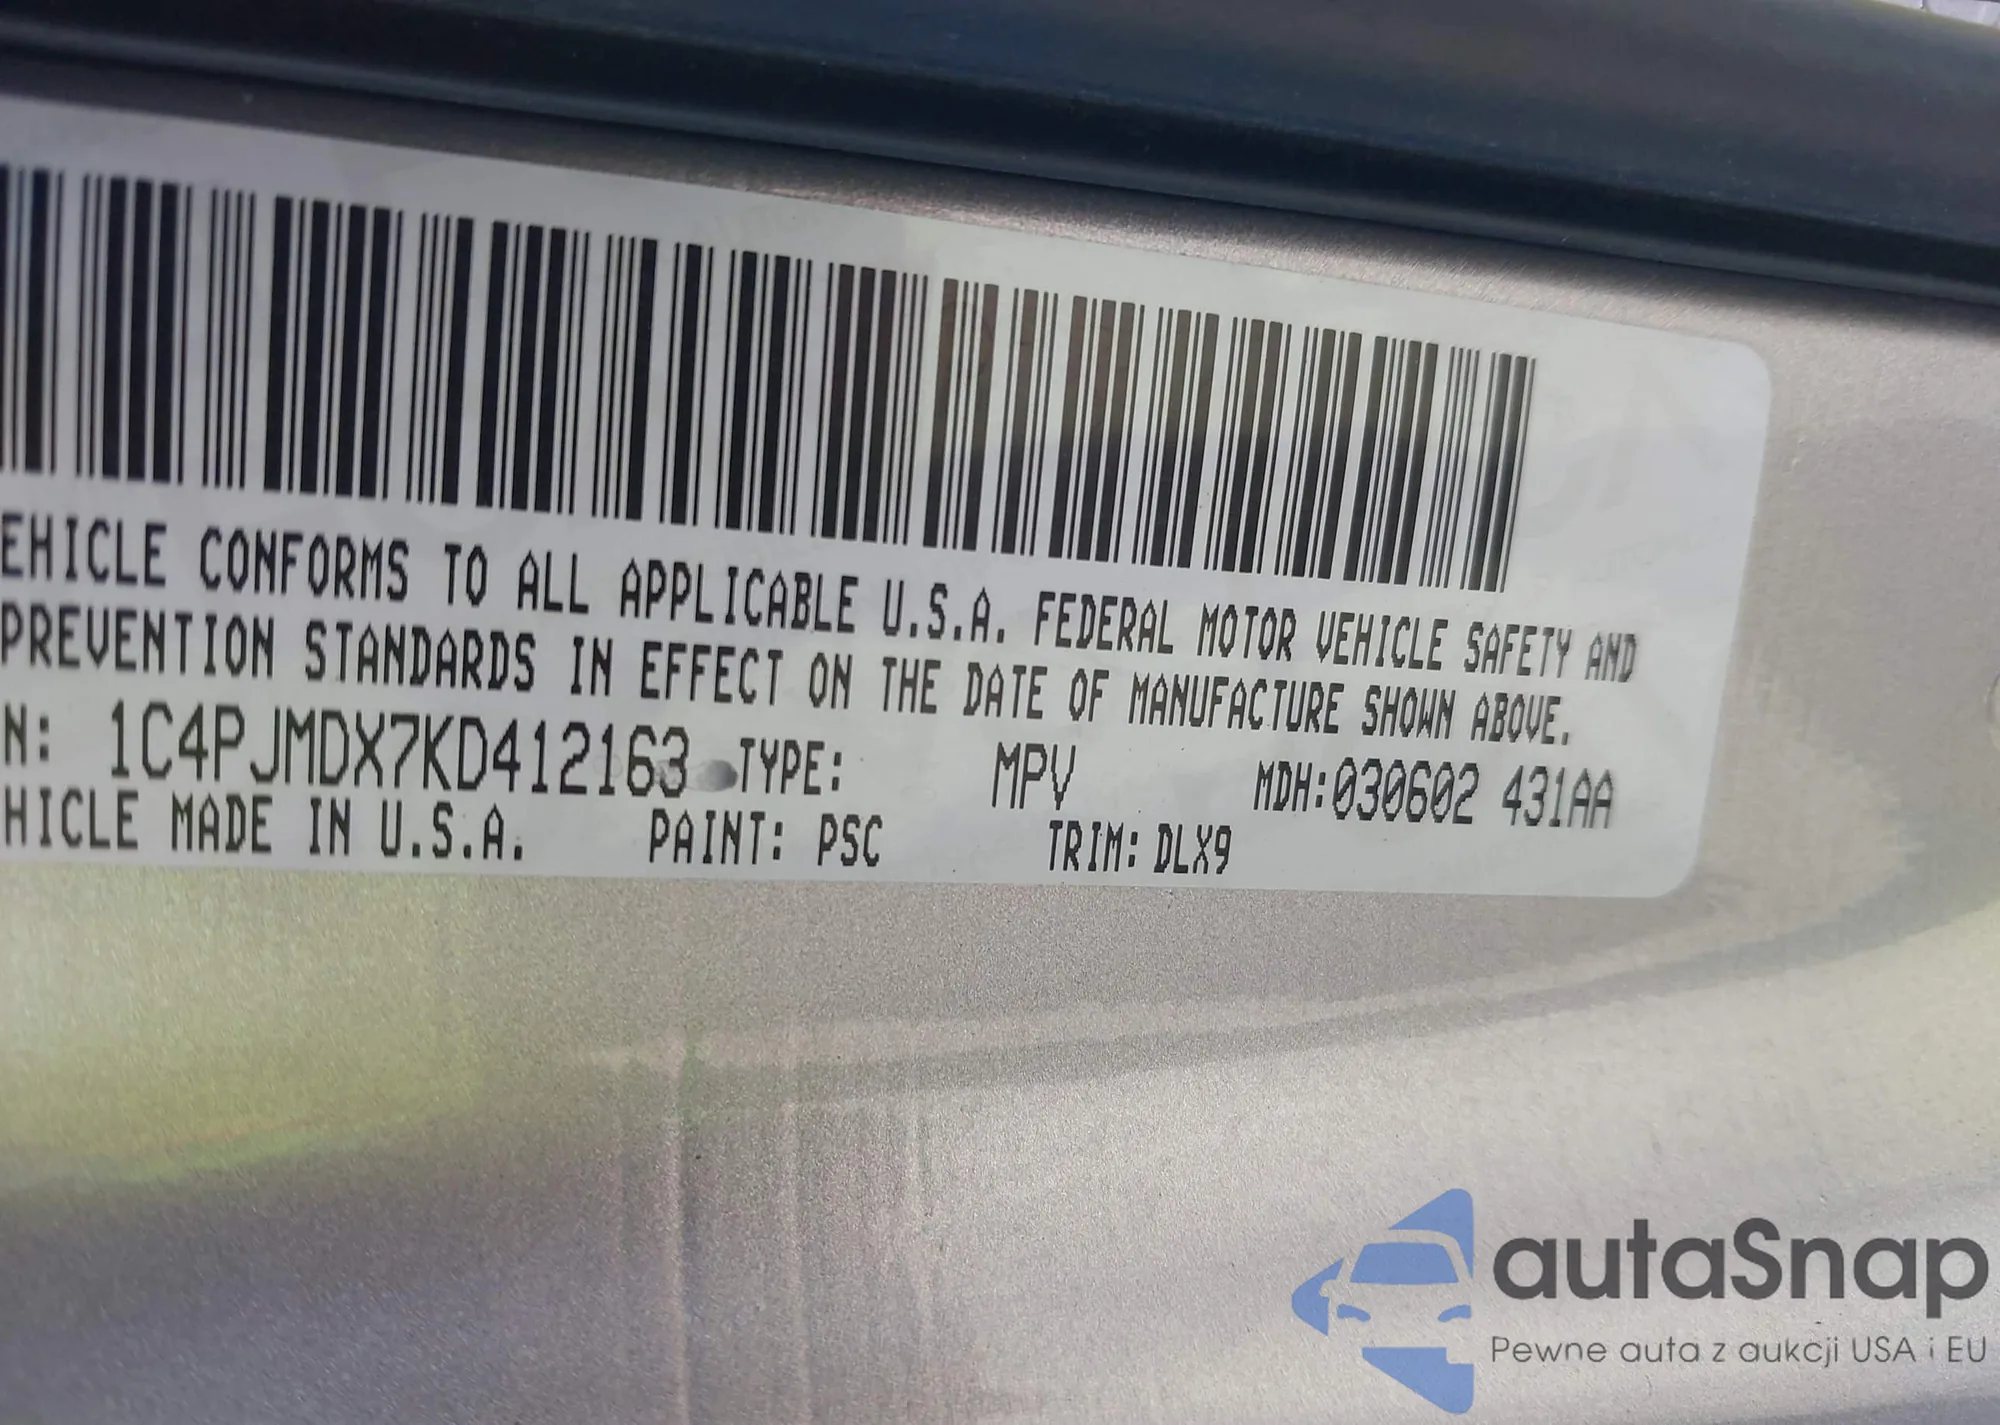 EHICLE CONFORMS TO ALL APPLICABLE U.S.A. FEDERAL MOTOR VEHICLE SAFETY AND
PREVENTION STANDARDS IN EFFECT ON THE DATE OF MANUFACTURE SHOWN ABOVE.
N: 1C4PJMDX7KD412163 TYPE: MPV MDH:030602 431AA
HICLE MADE IN U.S.A. PAINT: PSC TRIM: DLX9
autaSnap
Pewne auta z aukcji USA i EU